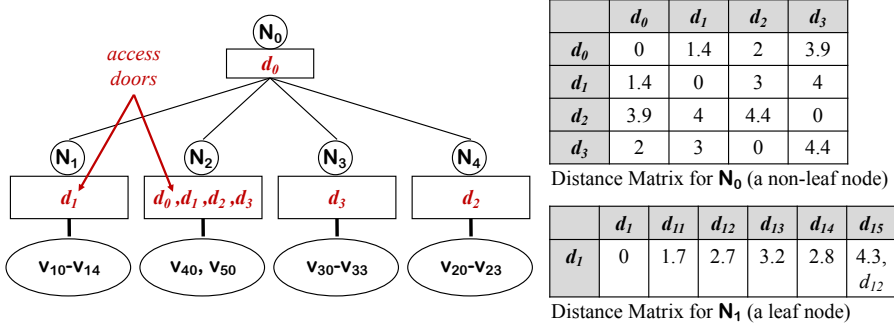 N0
access
doors
d0
N1 N2 N3 N4
d1 d0 ,d1 ,d2 ,d3 d3 d2
v10-v14 v40, v50 v30-v33 v20-v23
d0 d1 d2 d3
d0 0 1.4 2 3.9
d1 1.4 0 3 4
d2 3.9 4 4.4 0
d3 2 3 0 4.4
Distance Matrix for N0 (a non-leaf node)
d1 d11 d12 d13 d14 d15
d1 0 1.7 2.7 3.2 2.8 4.3,
d12
Distance Matrix for N1 (a leaf node)